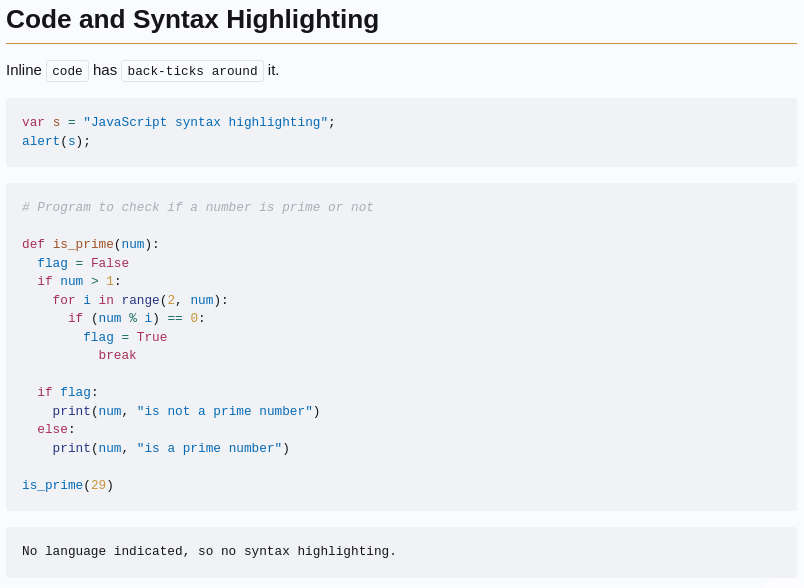 Code and Syntax Highlighting
Inline code has back-ticks around it.
var s = "JavaScript syntax highlighting";
alert(s);
# Program to check if a number is prime or not
def is_prime(num):
  flag = False
  if num > 1:
    for i in range(2, num):
      if (num % i) == 0:
        flag = True
          break
  if flag:
    print(num, "is not a prime number")
  else:
    print(num, "is a prime number")
is_prime(29)
No language indicated, so no syntax highlighting.